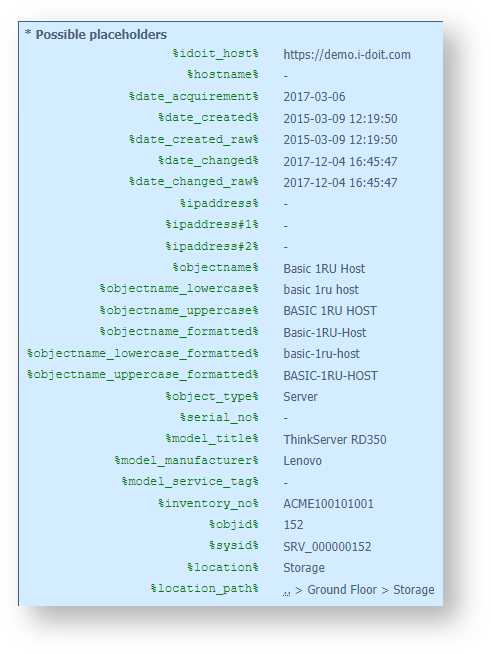 * Possible placeholders
%idoit_host% https://demo.i-doit.com
%hostname% -
%date_acquirement% 2017-03-06
%date_created% 2015-03-09 12:19:50
%date_created_raw% 2015-03-09 12:19:50
%date_changed% 2017-12-04 16:45:47
%date_changed_raw% 2017-12-04 16:45:47
%ipaddress% -
%ipaddress#1% -
%ipaddress#2% -
%objectname% Basic 1RU Host
%objectname_lowercase% basic 1ru host
%objectname_uppercase% BASIC 1RU HOST
%objectname_formatted% Basic-1RU-Host
%objectname_lowercase_formatted% basic-1ru-host
%objectname_uppercase_formatted% BASIC-1RU-HOST
%object_type% Server
%serial_no% -
%model_title% ThinkServer RD350
%model_manufacturer% Lenovo
%model_service_tag% -
%inventory_no% ACME100101001
%objid% 152
%sysid% SRV_000000152
%location% Storage
%location_path% .. > Ground Floor > Storage